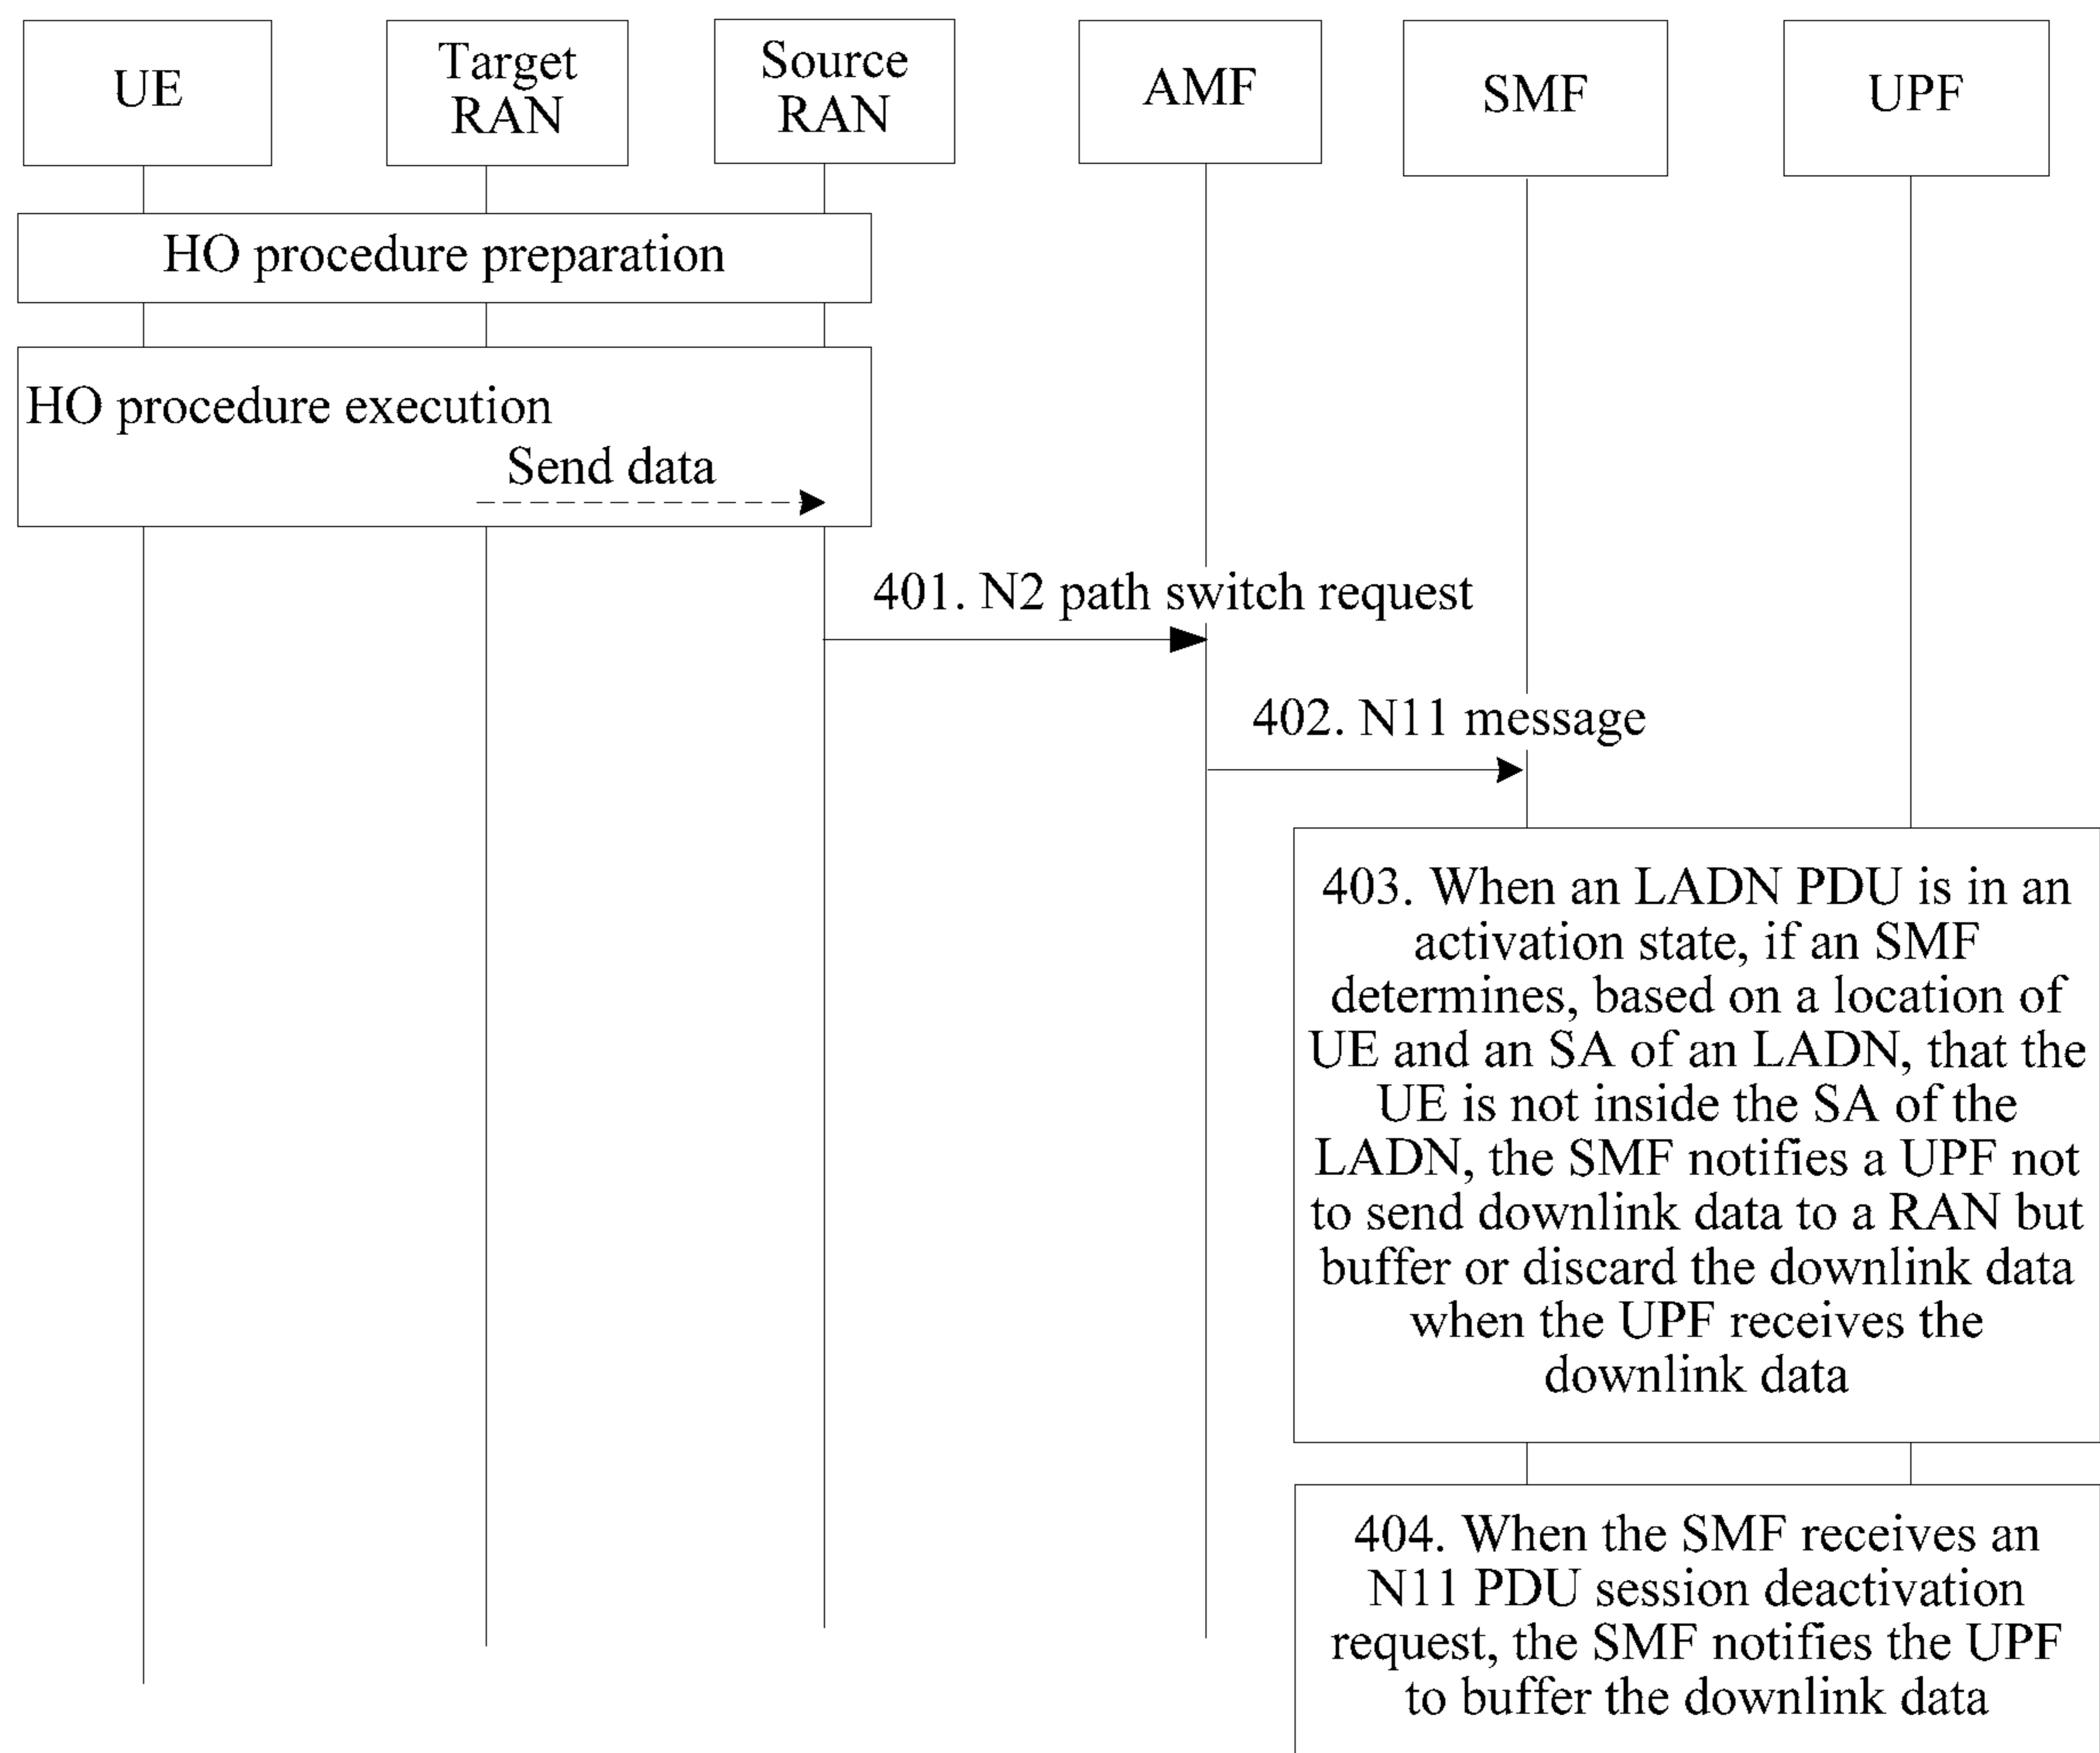 UE
Target
RAN
Source
RAN
AMF
SMF
UPF
HO procedure preparation
HO procedure execution
Send data
401. N2 path switch request
402. N11 message
403. When an LADN PDU is in an
activation state, if an SMF
determines, based on a location of
UE and an SA of an LADN, that the
UE is not inside the SA of the
LADN, the SMF notifies a UPF not
to send downlink data to a RAN but
buffer or discard the downlink data
when the UPF receives the
downlink data
404. When the SMF receives an
N11 PDU session deactivation
request, the SMF notifies the UPF
to buffer the downlink data